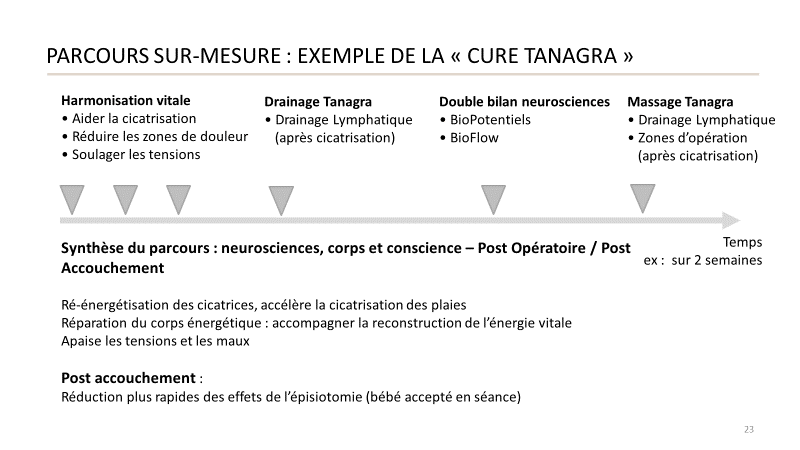 PARCOURS SUR-MESURE : EXEMPLE DE LA « CURE TANAGRA »
Harmonisation vitale
• Aider la cicatrisation
• Réduire les zones de douleur
• Soulager les tensions
Drainage Tanagra
• Drainage Lymphatique
(après cicatrisation)
Double bilan neurosciences
• BioPotentiels
• BioFlow
Massage Tanagra
• Drainage Lymphatique
• Zones d’opération
(après cicatrisation)
Temps
ex : sur 2 semaines
Synthèse du parcours : neurosciences, corps et conscience – Post Opératoire / Post
Accouchement
Ré-énergétisation des cicatrices, accélère la cicatrisation des plaies
Réparation du corps énergétique : accompagner la reconstruction de l’énergie vitale
Apaise les tensions et les maux
Post accouchement :
Réduction plus rapides des effets de l’épisiotomie (bébé accepté en séance)
23